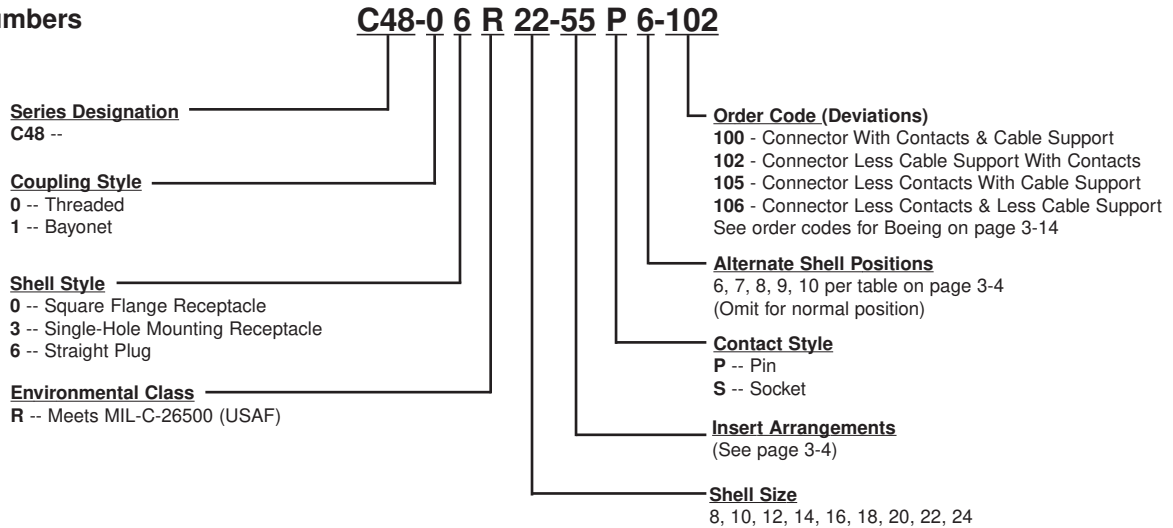 umbers
C48-0 6 R 22-55 P 6-102
Series Designation
C48 --
Coupling Style
0 -- Threaded
1 -- Bayonet
Shell Style
0 -- Square Flange Receptacle
3 -- Single-Hole Mounting Receptacle
6 -- Straight Plug
Environmental Class
R -- Meets MIL-C-26500 (USAF)
Order Code (Deviations)
100 - Connector With Contacts & Cable Support
102 - Connector Less Cable Support With Contacts
105 - Connector Less Contacts With Cable Support
106 - Connector Less Contacts & Less Cable Support
See order codes for Boeing on page 3-14
Alternate Shell Positions
6, 7, 8, 9, 10 per table on page 3-4
(Omit for normal position)
Contact Style
P -- Pin
S -- Socket
Insert Arrangements
(See page 3-4)
Shell Size
8, 10, 12, 14, 16, 18, 20, 22, 24